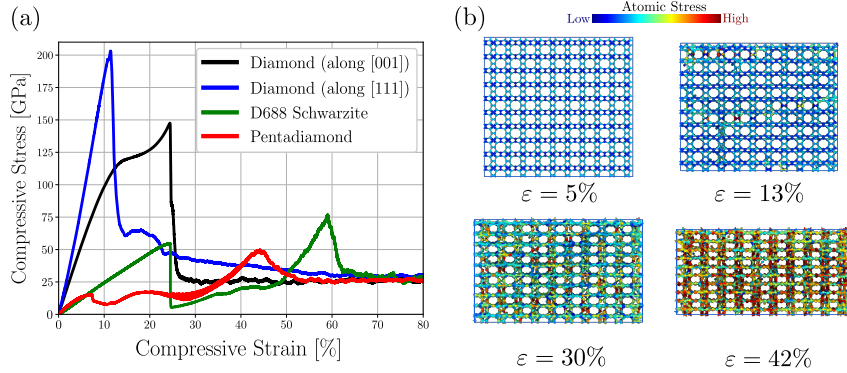 (a)
Compressive Stress [GPa]
200
175
150
125
100
75
50
25
0
0 10 20 30 40 50 60 70 80
Compressive Strain [%]
Diamond (along [001])
Diamond (along [111])
D688 Schwarzite
Pentadiamond
(b)
Atomic Stress
Low High
ε = 5%
ε = 13%
ε = 30%
ε = 42%